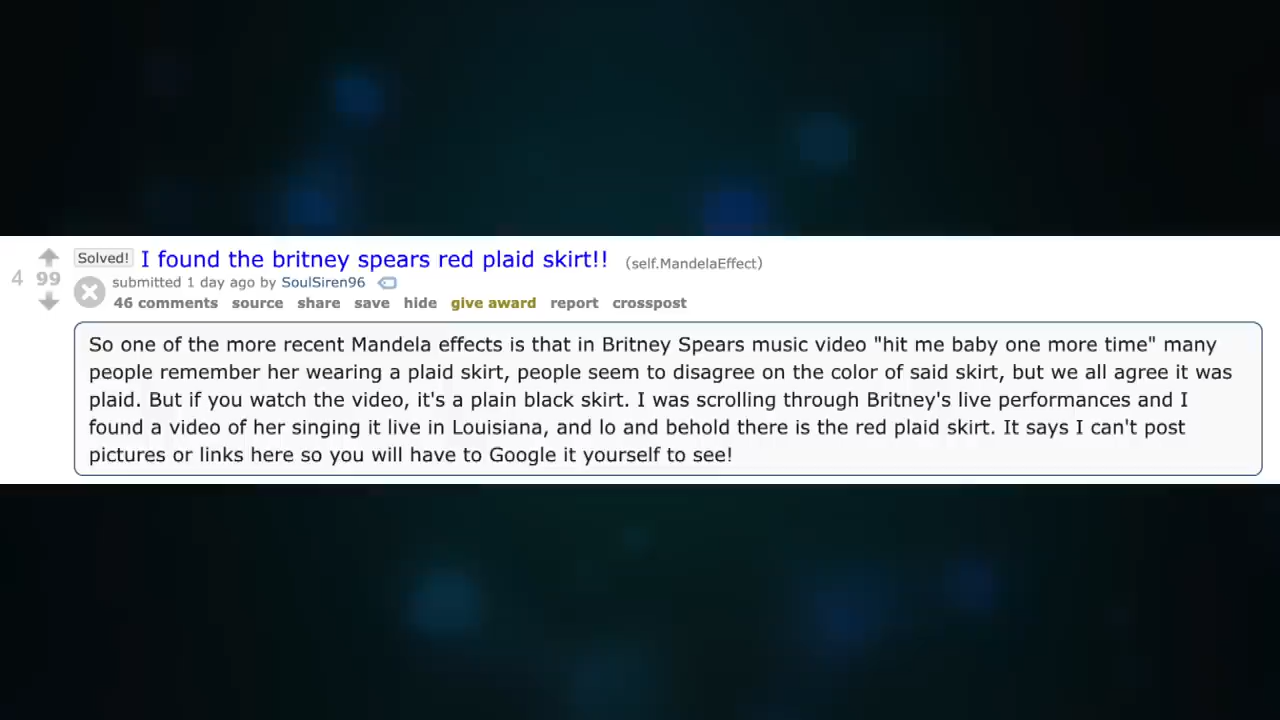 Solved! I found the britney spears red plaid skirt!! (self.MandelaEffect)
4 99 submitted 1 day ago by SoulSiren96
46 comments source share save hide give award report crosspost
So one of the more recent Mandela effects is that in Britney Spears music video "hit me baby one more time" many
people remember her wearing a plaid skirt, people seem to disagree on the color of said skirt, but we all agree it was
plaid. But if you watch the video, it's a plain black skirt. I was scrolling through Britney's live performances and I
found a video of her singing it live in Louisiana, and lo and behold there is the red plaid skirt. It says I can't post
pictures or links here so you will have to Google it yourself to see!